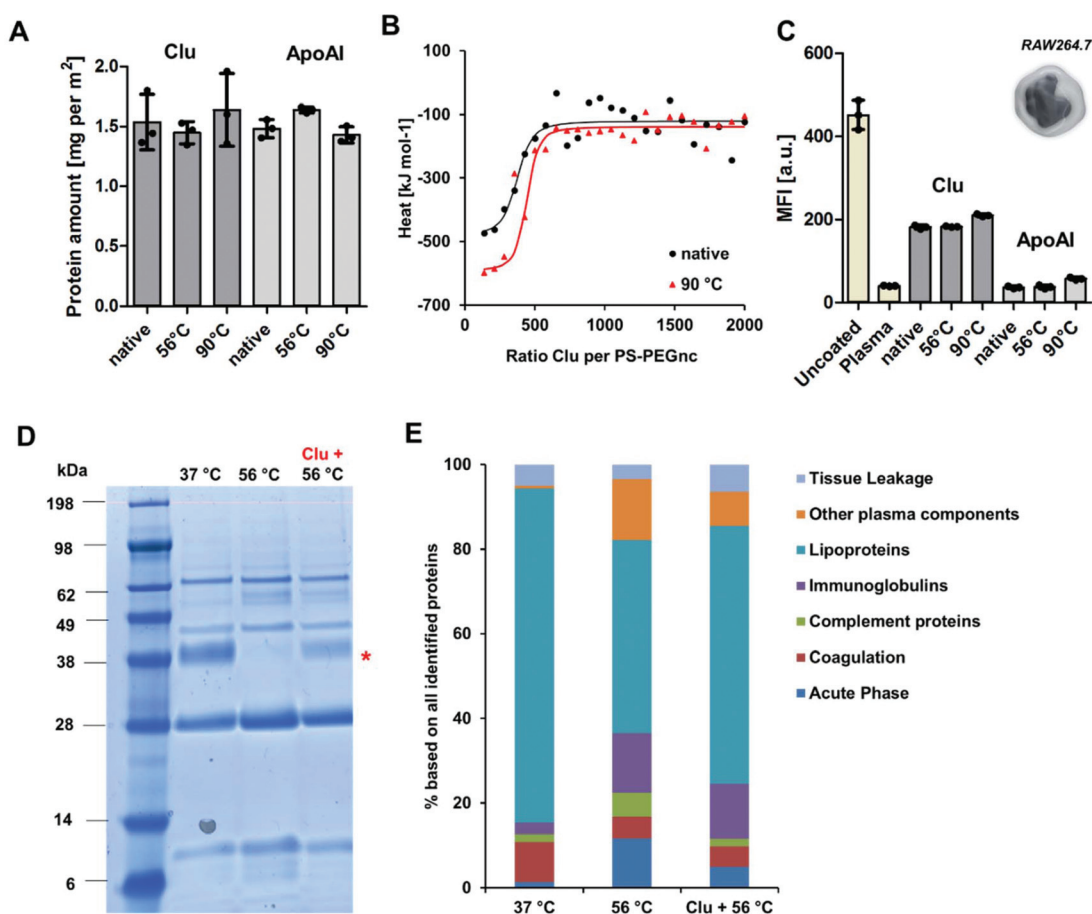 A
Clu
ApoAI
Protein amount [mg per m²]
2.0
1.5
1.0
0.5
0.0
native
56°C
90°C
native
56°C
90°C
B
Heat [kJ mol-1]
100
-100
-300
-500
-700
0
500
1000
1500
2000
native
90 °C
Ratio Clu per PS-PEGnc
C
RAW264.7
MFI [a.u.]
600
400
200
0
Clu
ApoAI
Uncoated
Plasma
native
56°C
90°C
native
56°C
90°C
D
Clu +
kDa
37 °C
56 °C
56 °C
198
98
62
49
38
28
14
6
*
E
% based on all identified proteins
100
80
60
40
20
0
37 °C
56 °C
Clu + 56 °C
Tissue Leakage
Other plasma components
Lipoproteins
Immunoglobulins
Complement proteins
Coagulation
Acute Phase